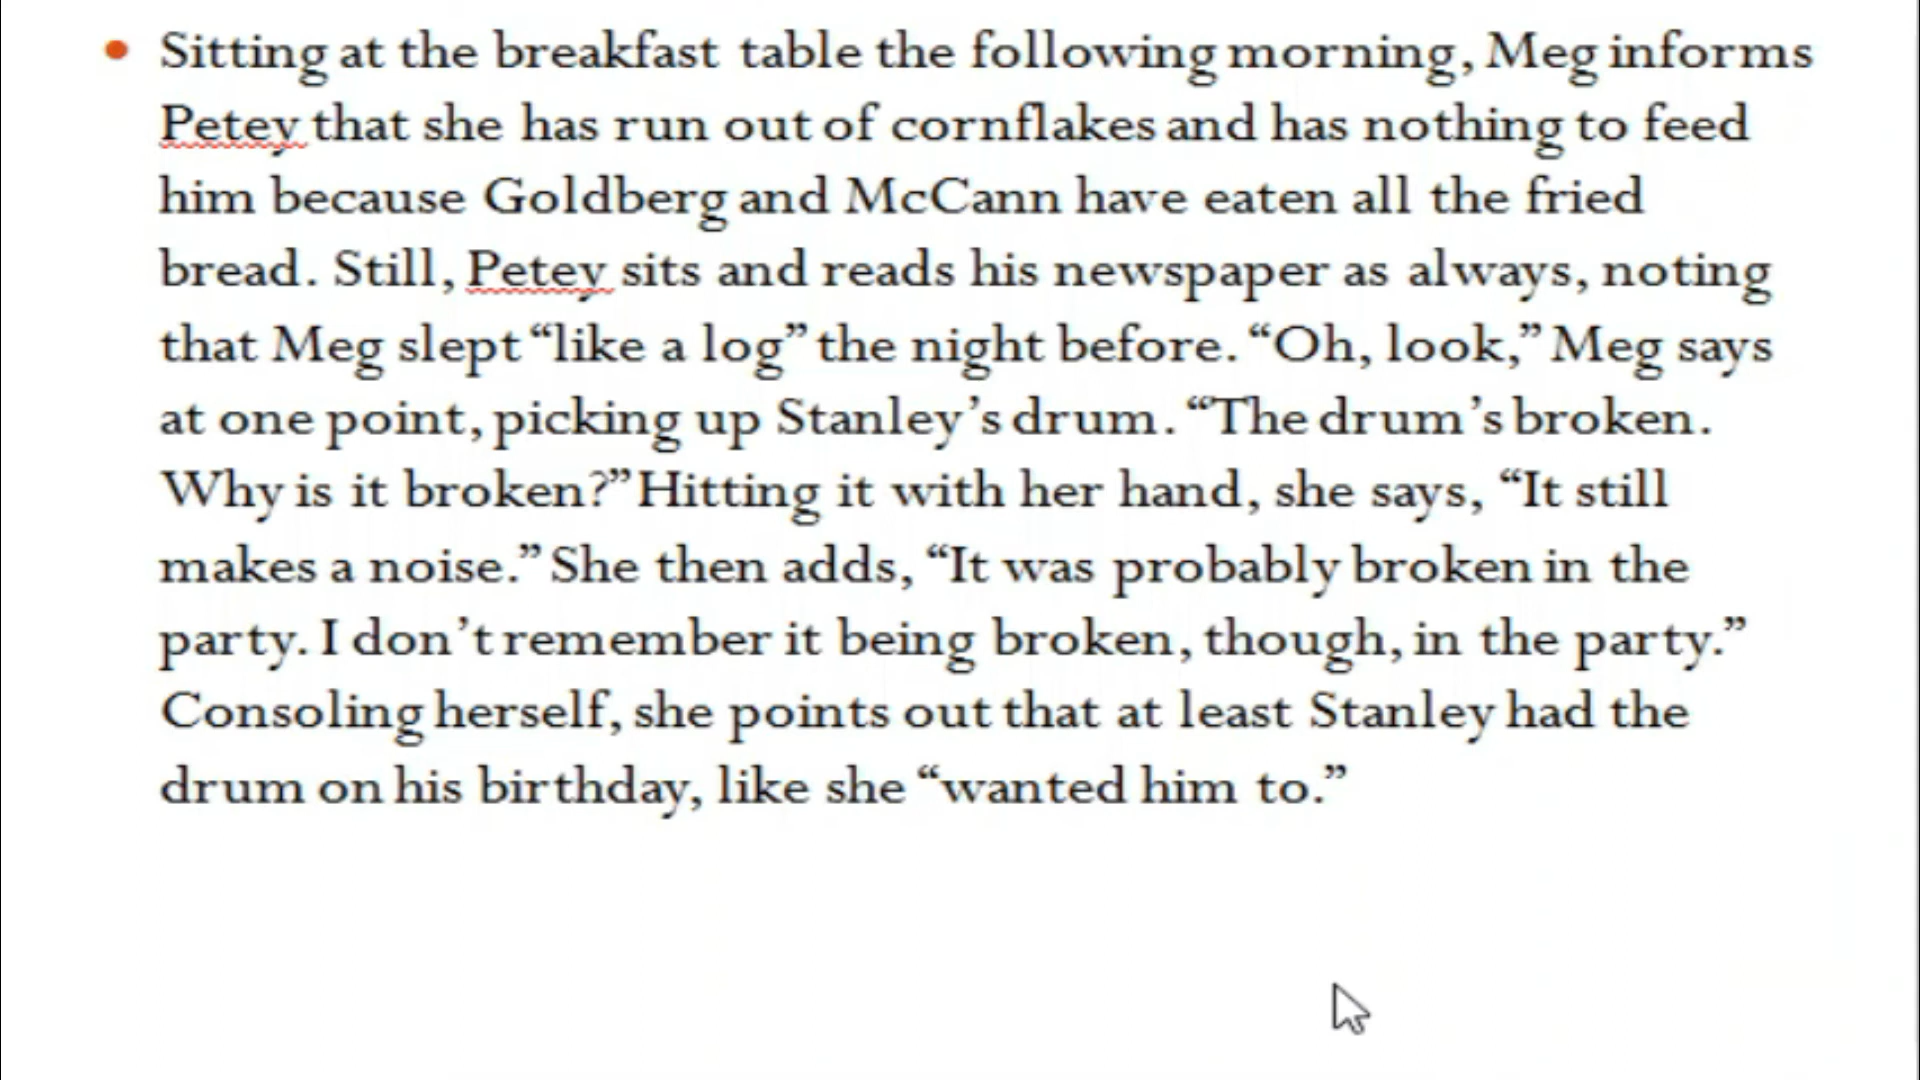 • Sitting at the breakfast table the following morning, Meg informs
Petey that she has run out of cornflakes and has nothing to feed
him because Goldberg and McCann have eaten all the fried
bread. Still, Petey sits and reads his newspaper as always, noting
that Meg slept “like a log” the night before. “Oh, look,” Meg says
at one point, picking up Stanley’s drum. “The drum’s broken.
Why is it broken?” Hitting it with her hand, she says, “It still
makes a noise.” She then adds, “It was probably broken in the
party. I don’t remember it being broken, though, in the party.”
Consoling herself, she points out that at least Stanley had the
drum on his birthday, like she “wanted him to.”